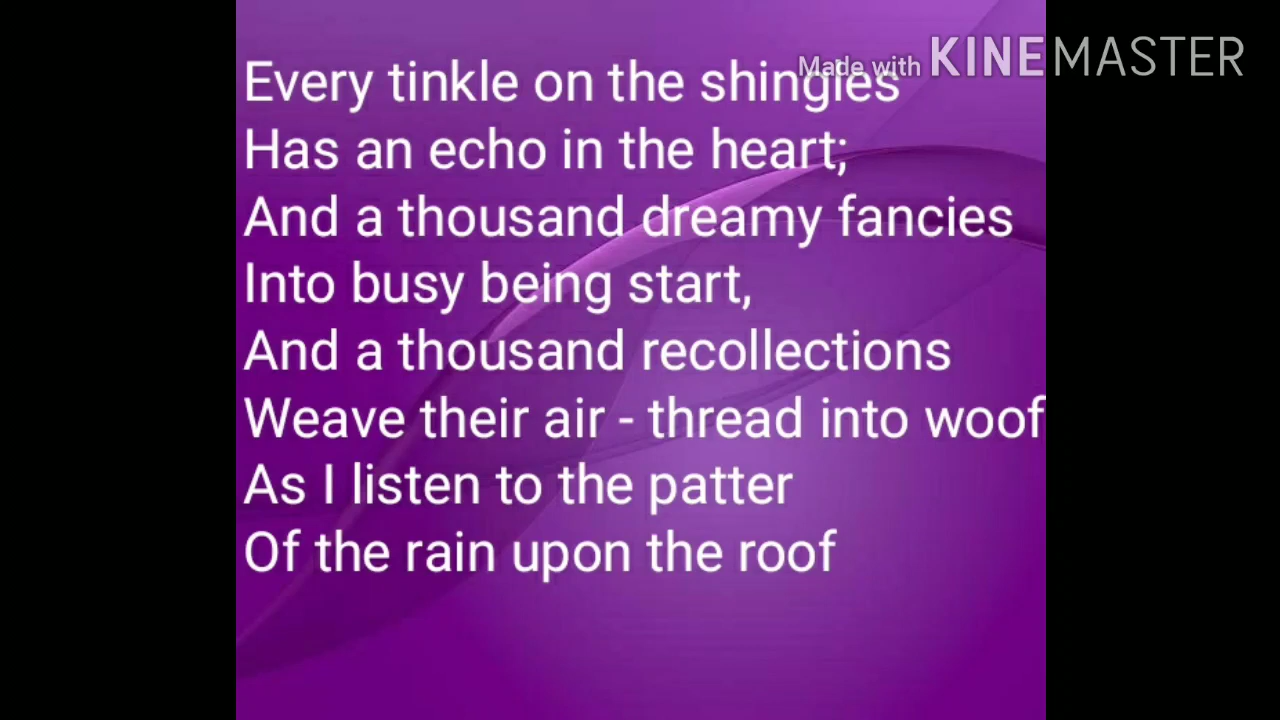 Made with KINEMASTER
Every tinkle on the shingies
Has an echo in the heart;
And a thousand dreamy fancies
Into busy being start,
And a thousand recollections
Weave their air - thread into woof
As I listen to the patter
Of the rain upon the roof